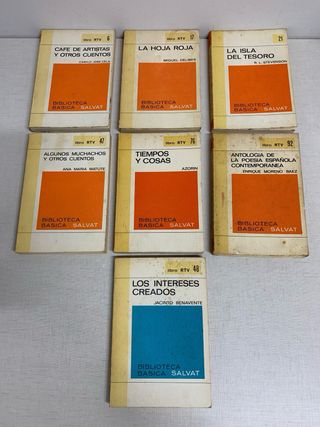 libro RTV 6
CAFE DE ARTISTAS
Y OTROS CUENTOS
CAMILO JOSE CELA
BIBLIOTECA
BASICA SALVAT
libro RTV 17
LA HOJA ROJA
MIGUEL DELIBES
BIBLIOTECA
BASICA SALVAT
libro RTV 21
LA ISLA
DEL TESORO
R. L. STEVENSON
BIBLIOTECA
BASICA SALVAT
libro RTV 47
ALGUNOS MUCHACHOS
Y OTROS CUENTOS
ANA MARIA MATUTE
BIBLIOTECA
BASICA SALVAT
libro RTV 76
TIEMPOS
Y COSAS
AZORIN
BIBLIOTECA
BASICA SALVAT
libro RTV 92
ANTOLOGIA DE
LA POESIA ESPAÑOLA
CONTEMPORANEA
ENRIQUE MORENO BAEZ
BIBLIOTECA
BASICA SALVAT
libro RTV 46
LOS INTERESES
CREADOS
JACINTO BENAVENTE
BIBLIOTECA
BASICA SALVAT